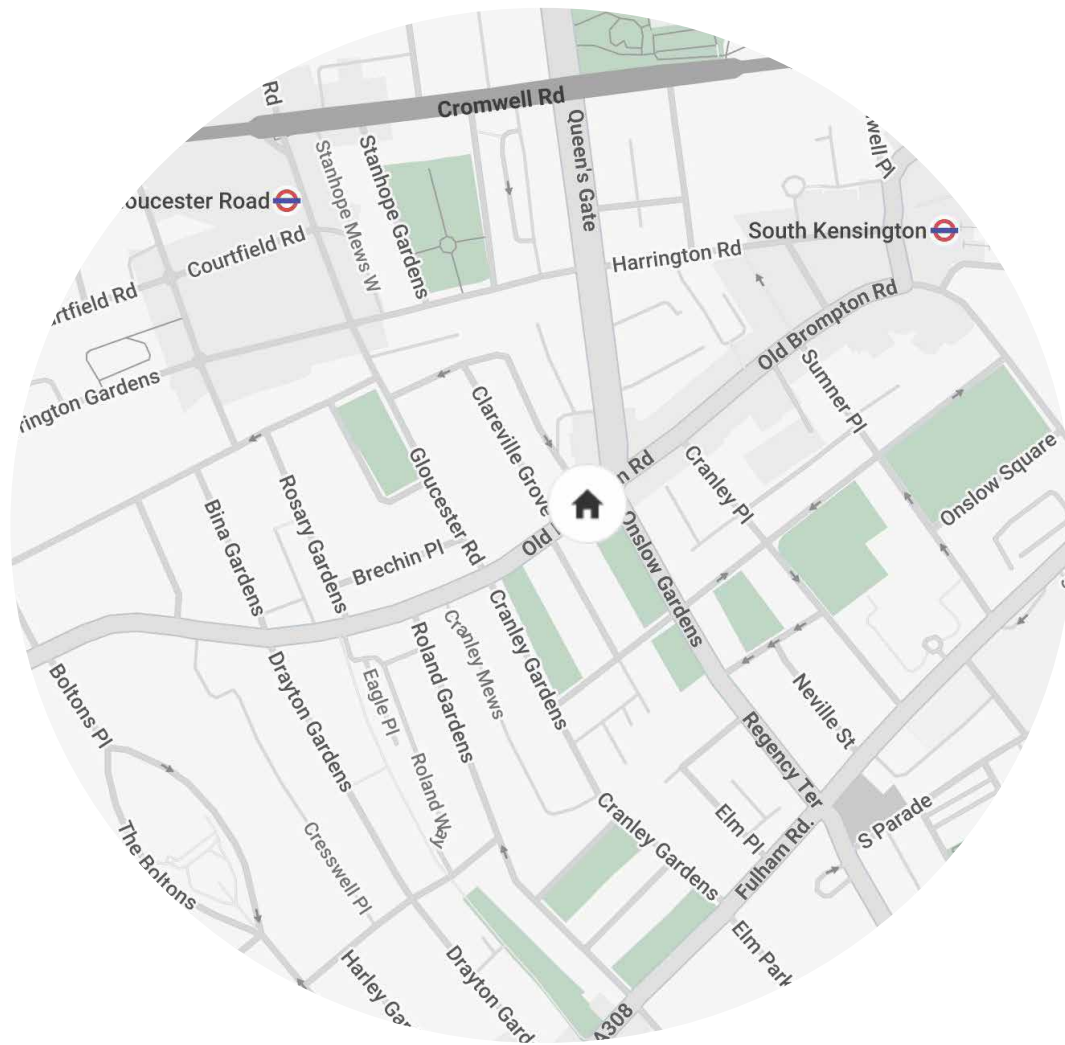 Rd
Cromwell Rd
Queen's Gate
well Pl
Stanhope Mews W
Stanhope Gardens
oucester Road
Courtfield Rd
South Kensington
Harrington Rd
rtfield Rd
Old Brompton Rd
Sumner Pl
rington Gardens
Clareville Grove
Gloucester Rd
Cranley Pl
n Rd
Onslow Square
Rosary Gardens
Bina Gardens
Old
Onslow Gardens
Brechin Pl
Cranley Gardens
Cranley Mews
Roland Gardens
Boltons Pl
Drayton Gardens
Eagle Pl
Neville St
Regency Ter
Roland Way
Elm Pl
Cranley Gardens
S Parade
The Boltons
Cresswell Pl
Fulham Rd.
Elm Park
Harley Gar
Drayton Gard
A308